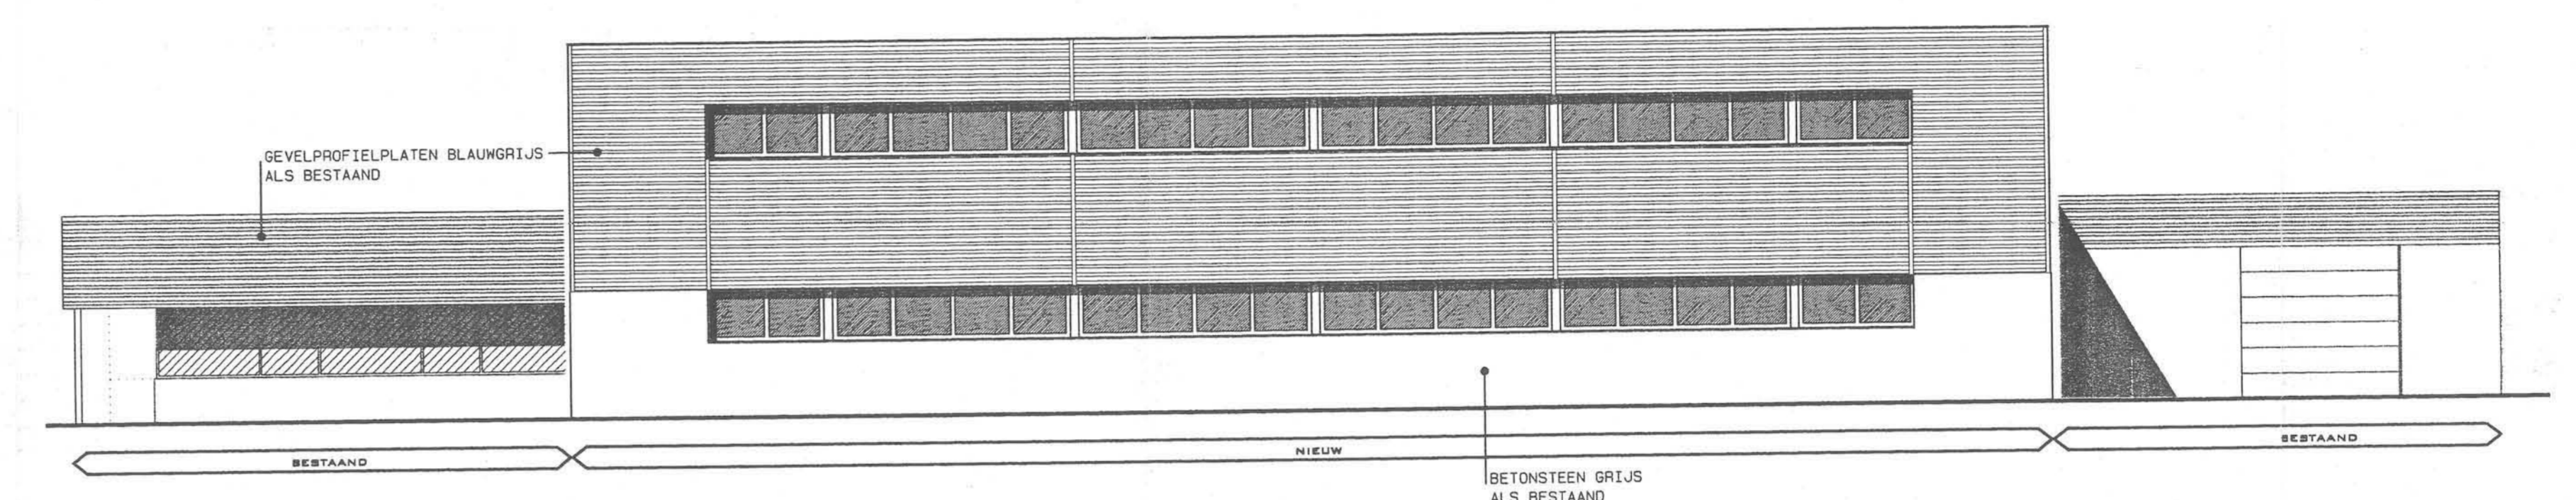 GEVELPROFIELPLATEN BLAUWGRIJS
ALS BESTAAND
BESTAAND
NIEUW
BESTAAND
BETONSTEEN GRIJS
ALS BESTAAND